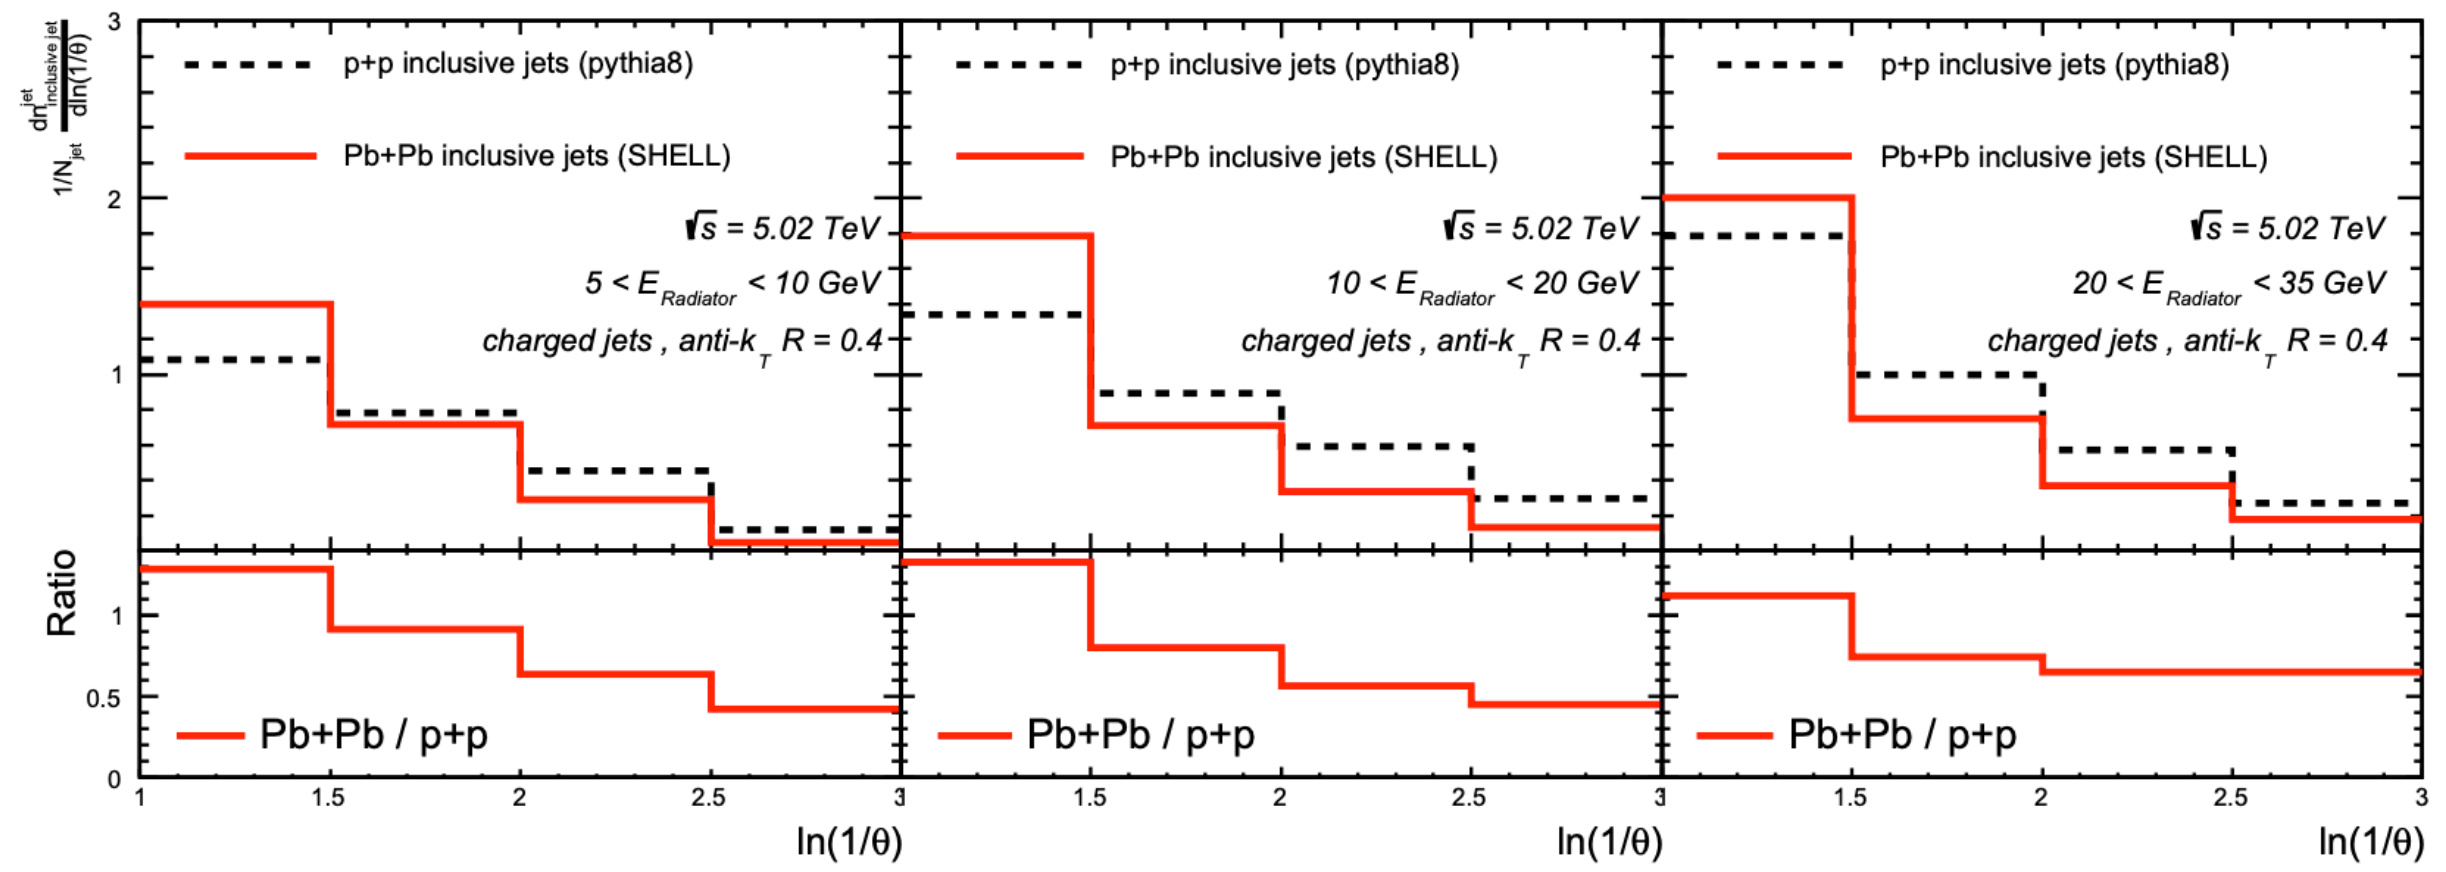 1/N_jet dn^jet_inclusive jet / dln(1/θ)
3
2
1
p+p inclusive jets (pythia8)
Pb+Pb inclusive jets (SHELL)
√s = 5.02 TeV
5 < E_Radiator < 10 GeV
charged jets , anti-k_T R = 0.4
p+p inclusive jets (pythia8)
Pb+Pb inclusive jets (SHELL)
√s = 5.02 TeV
10 < E_Radiator < 20 GeV
charged jets , anti-k_T R = 0.4
p+p inclusive jets (pythia8)
Pb+Pb inclusive jets (SHELL)
√s = 5.02 TeV
20 < E_Radiator < 35 GeV
charged jets , anti-k_T R = 0.4
Ratio
1
0.5
0
Pb+Pb / p+p
Pb+Pb / p+p
Pb+Pb / p+p
1 1.5 2 2.5 3 1.5 2 2.5 3 1.5 2 2.5 3
ln(1/θ) ln(1/θ) ln(1/θ)